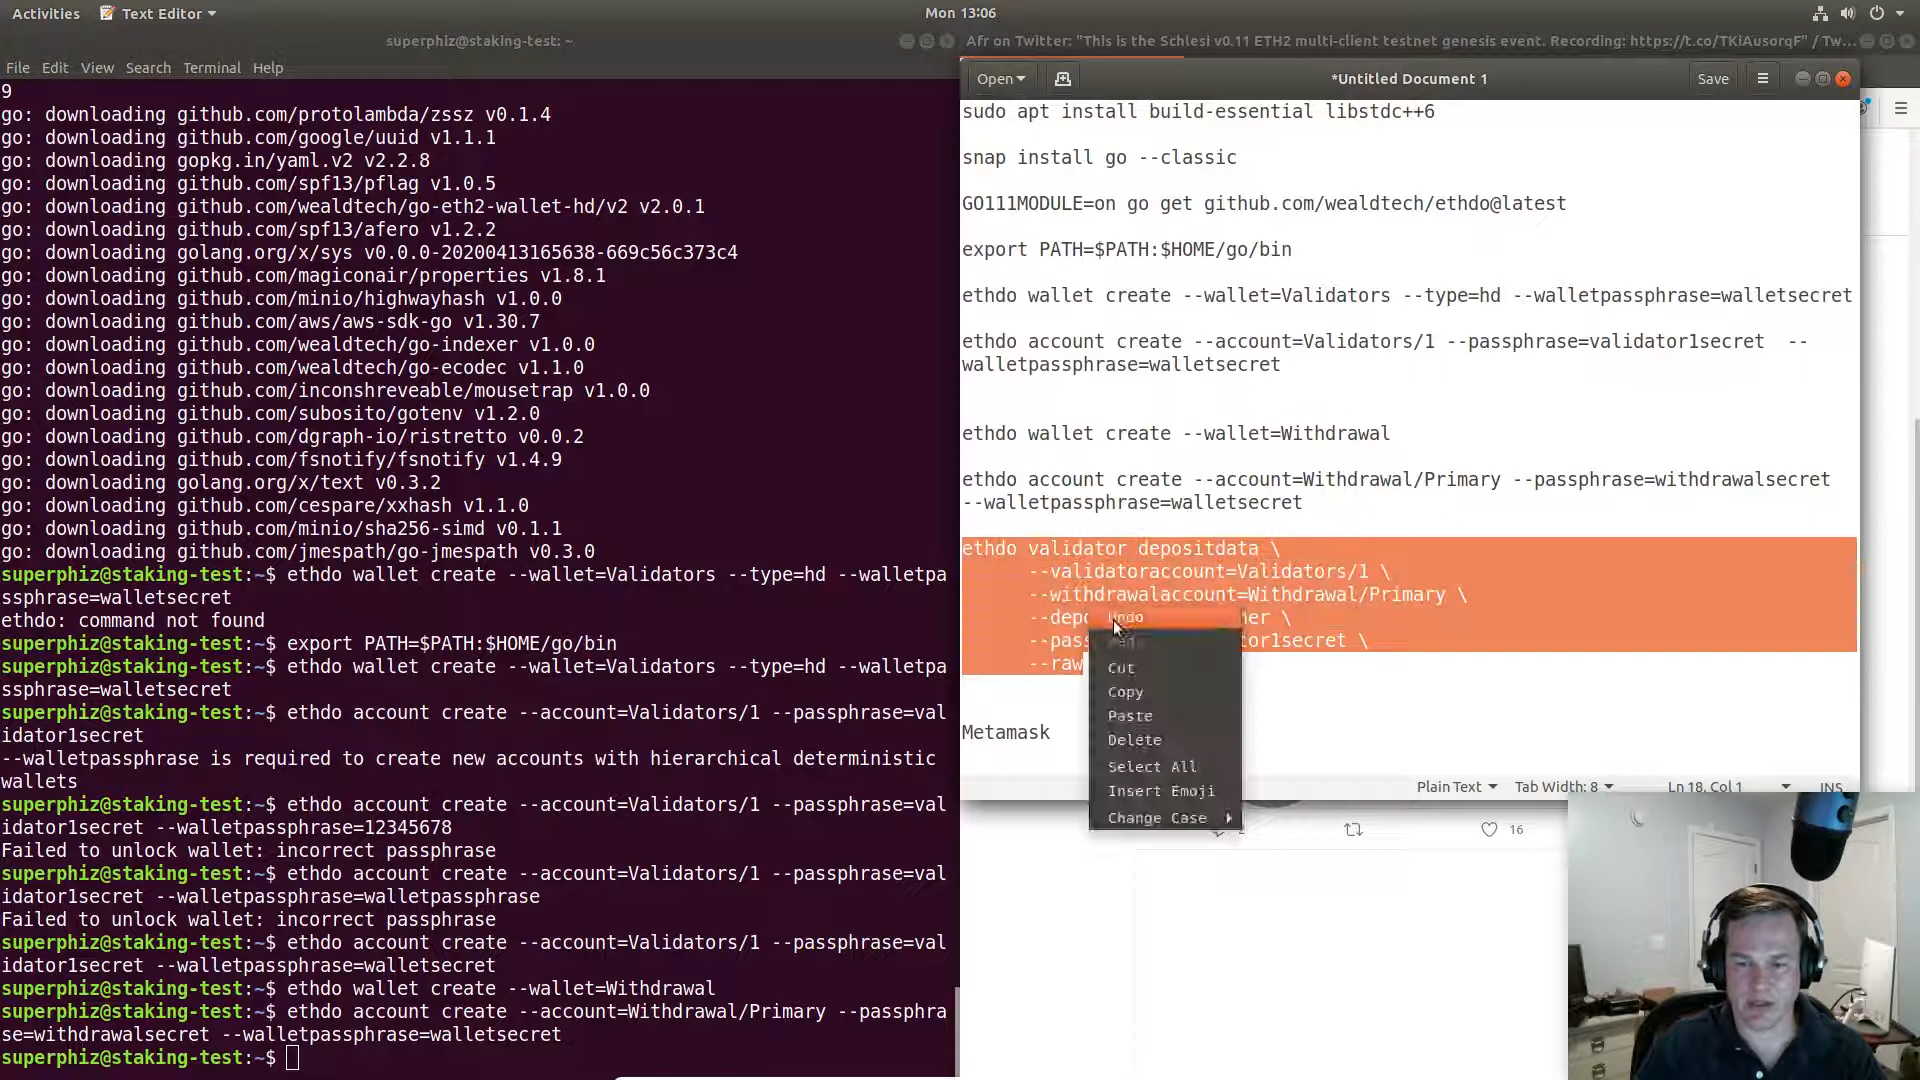 Activities
Text Editor
Mon 13:06
superphiz@staking-test: ~
File Edit View Search Terminal Help
9
go: downloading github.com/protolambda/zssz v0.1.4
go: downloading github.com/google/uuid v1.1.1
go: downloading gopkg.in/yaml.v2 v2.2.8
go: downloading github.com/spf13/pflag v1.0.5
go: downloading github.com/wealdtech/go-eth2-wallet-hd/v2 v2.0.1
go: downloading github.com/spf13/afero v1.2.2
go: downloading golang.org/x/sys v0.0.0-20200413165638-669c56c373c4
go: downloading github.com/magiconair/properties v1.8.1
go: downloading github.com/minio/highwayhash v1.0.0
go: downloading github.com/aws/aws-sdk-go v1.30.7
go: downloading github.com/wealdtech/go-indexer v1.0.0
go: downloading github.com/wealdtech/go-ecodec v1.1.0
go: downloading github.com/inconshreveable/mousetrap v1.0.0
go: downloading github.com/subosito/gotenv v1.2.0
go: downloading github.com/dgraph-io/ristretto v0.0.2
go: downloading github.com/fsnotify/fsnotify v1.4.9
go: downloading golang.org/x/text v0.3.2
go: downloading github.com/cespare/xxhash v1.1.0
go: downloading github.com/minio/sha256-simd v0.1.1
go: downloading github.com/jmespath/go-jmespath v0.3.0
superphiz@staking-test:~$ ethdo wallet create --wallet=Validators --type=hd --walletpa
ssphrase=walletsecret
ethdo: command not found
superphiz@staking-test:~$ export PATH=$PATH:$HOME/go/bin
superphiz@staking-test:~$ ethdo wallet create --wallet=Validators --type=hd --walletpa
ssphrase=walletsecret
superphiz@staking-test:~$ ethdo account create --account=Validators/1 --passphrase=val
idator1secret
--walletpassphrase is required to create new accounts with hierarchical deterministic
wallets
superphiz@staking-test:~$ ethdo account create --account=Validators/1 --passphrase=val
idator1secret --walletpassphrase=12345678
Failed to unlock wallet: incorrect passphrase
superphiz@staking-test:~$ ethdo account create --account=Validators/1 --passphrase=val
idator1secret --walletpassphrase=walletpassphrase
Failed to unlock wallet: incorrect passphrase
superphiz@staking-test:~$ ethdo account create --account=Validators/1 --passphrase=val
idator1secret --walletpassphrase=walletsecret
superphiz@staking-test:~$ ethdo wallet create --wallet=Withdrawal
superphiz@staking-test:~$ ethdo account create --account=Withdrawal/Primary --passphra
se=withdrawalsecret --walletpassphrase=walletsecret
superphiz@staking-test:~$
Afr on Twitter: "This is the Schlesi v0.11 ETH2 multi-client testnet genesis event. Recording: https://t.co/TKiAusorqF" / Tw...
Open
*Untitled Document 1
Save
sudo apt install build-essential libstdc++6
snap install go --classic
GO111MODULE=on go get github.com/wealdtech/ethdo@latest
export PATH=$PATH:$HOME/go/bin
ethdo wallet create --wallet=Validators --type=hd --walletpassphrase=walletsecret
ethdo account create --account=Validators/1 --passphrase=validator1secret --
walletpassphrase=walletsecret
ethdo wallet create --wallet=Withdrawal
ethdo account create --account=Withdrawal/Primary --passphrase=withdrawalsecret
--walletpassphrase=walletsecret
ethdo validator depositdata \
--validatoraccount=Validators/1 \
--withdrawalaccount=Withdrawal/Primary \
--depo her \
--pass tor1secret \
--raw
Metamask
Undo
Cut
Copy
Paste
Delete
Select All
Insert Emoji
Change Case
Plain Text
Tab Width: 8
Ln 18, Col 1
INS
2
16